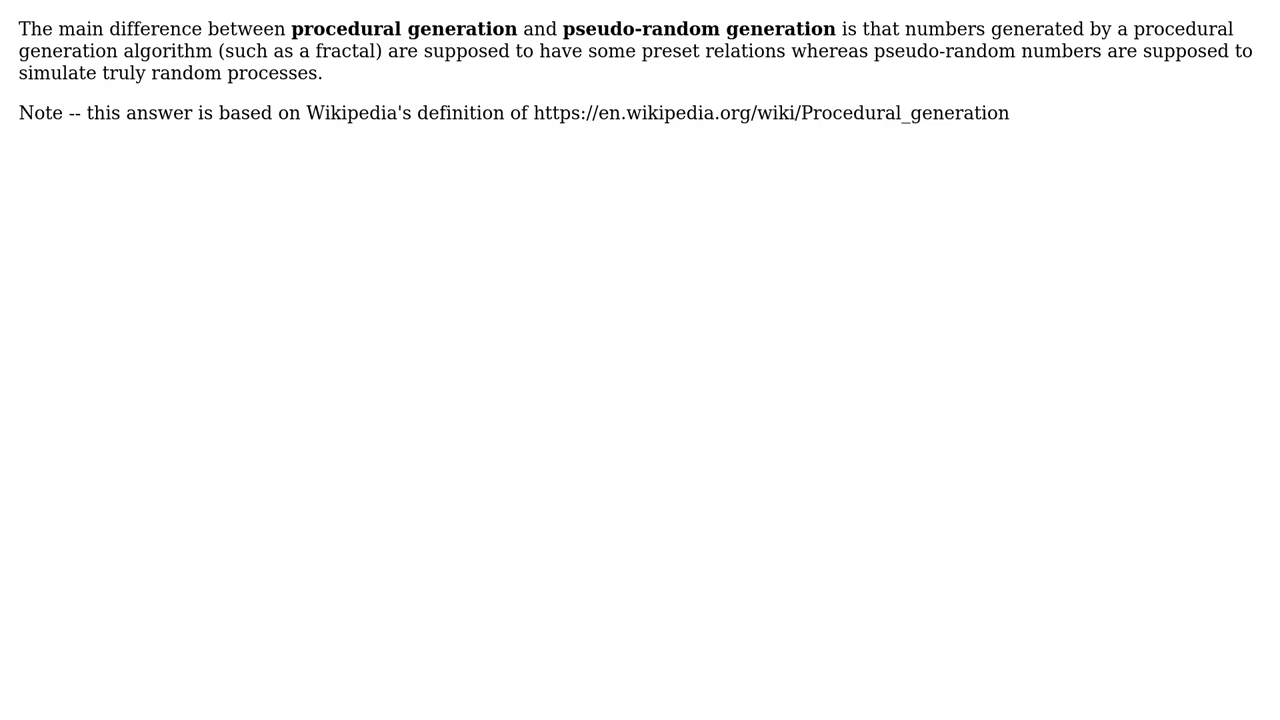 The main difference between procedural generation and pseudo-random generation is that numbers generated by a procedural
generation algorithm (such as a fractal) are supposed to have some preset relations whereas pseudo-random numbers are supposed to
simulate truly random processes.
Note -- this answer is based on Wikipedia's definition of https://en.wikipedia.org/wiki/Procedural_generation